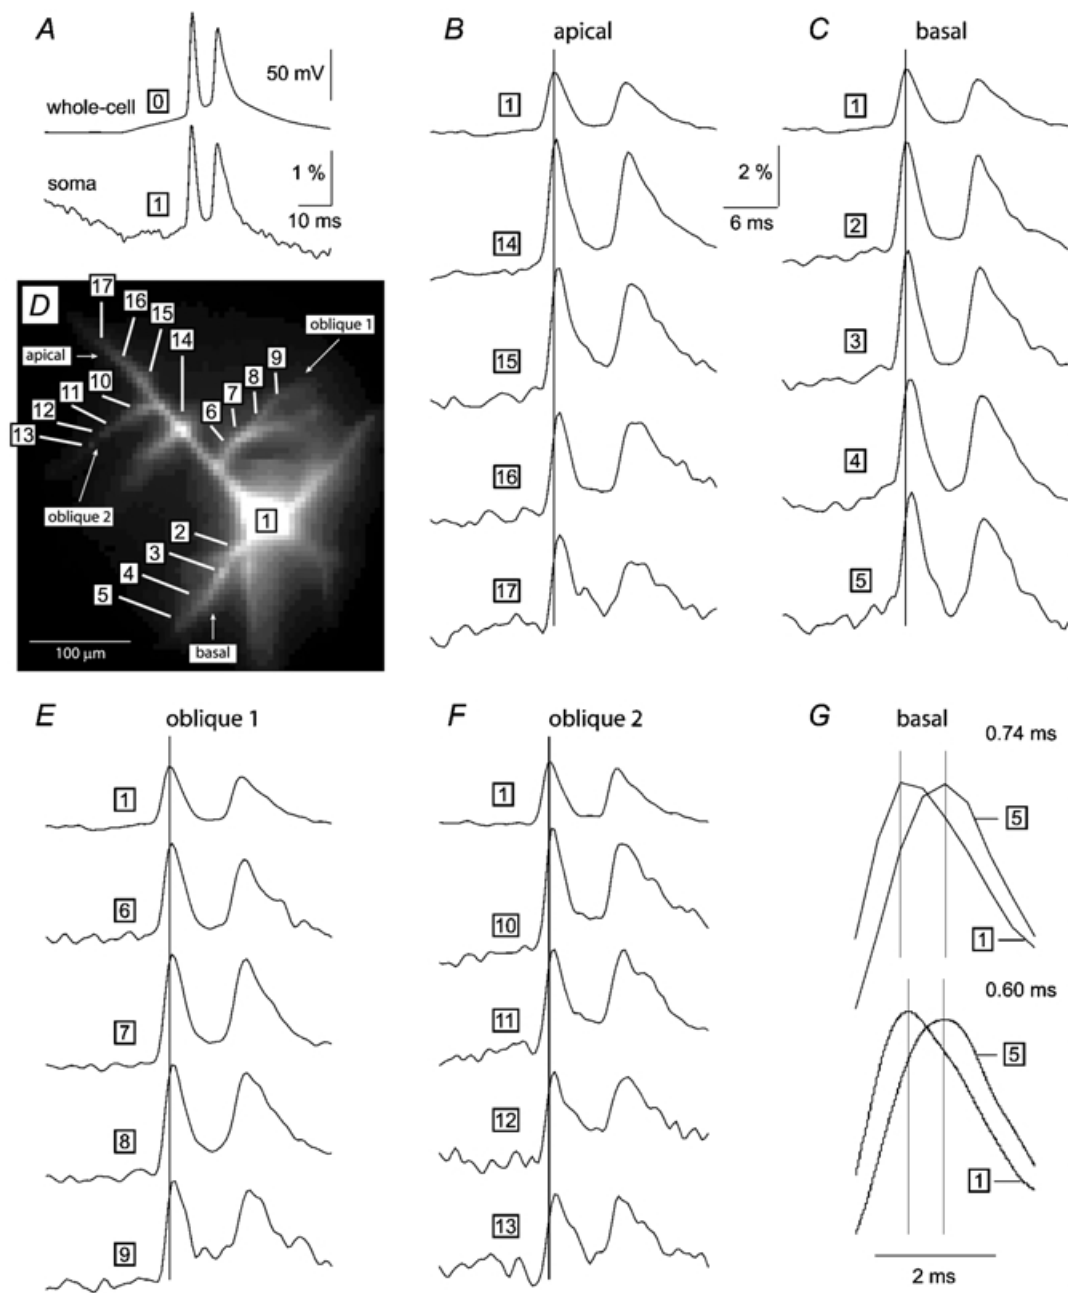 A
whole-cell
0
50 mV
soma
1
1 %
10 ms
B
apical
1
14
15
16
17
2 %
6 ms
C
basal
1
2
3
4
5
D
17
16
15
14
oblique 1
apical
9
8
7
6
10
11
12
13
oblique 2
1
2
3
4
5
basal
100 µm
E
oblique 1
1
6
7
8
9
F
oblique 2
1
10
11
12
13
G
basal
0.74 ms
5
1
0.60 ms
5
1
2 ms